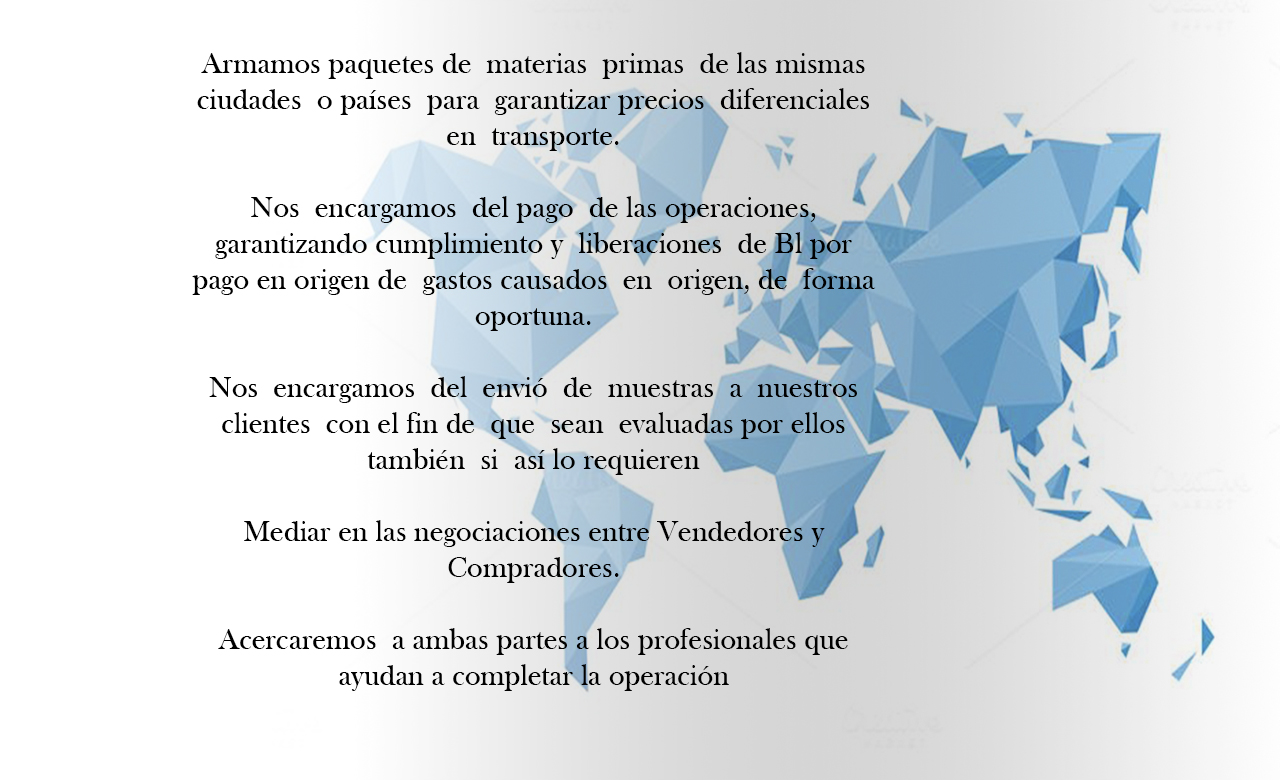 Armamos paquetes de materias primas de las mismas
ciudades o países para garantizar precios diferenciales
en transporte.
Nos encargamos del pago de las operaciones,
garantizando cumplimiento y liberaciones de Bl por
pago en origen de gastos causados en origen, de forma
oportuna.
Nos encargamos del envió de muestras a nuestros
clientes con el fin de que sean evaluadas por ellos
también si así lo requieren
Mediar en las negociaciones entre Vendedores y
Compradores.
Acercaremos a ambas partes a los profesionales que
ayudan a completar la operación